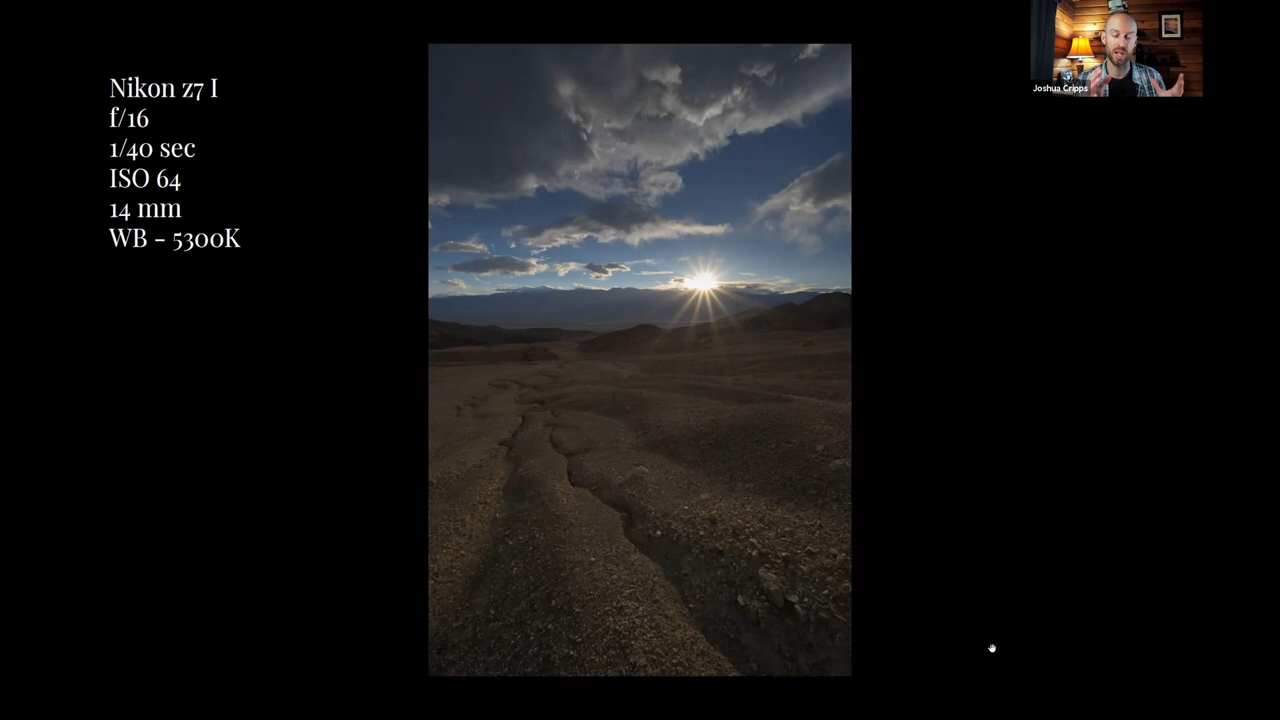 Nikon z7 I
f/16
1/40 sec
ISO 64
14 mm
WB - 5300K
Joshua Cripps